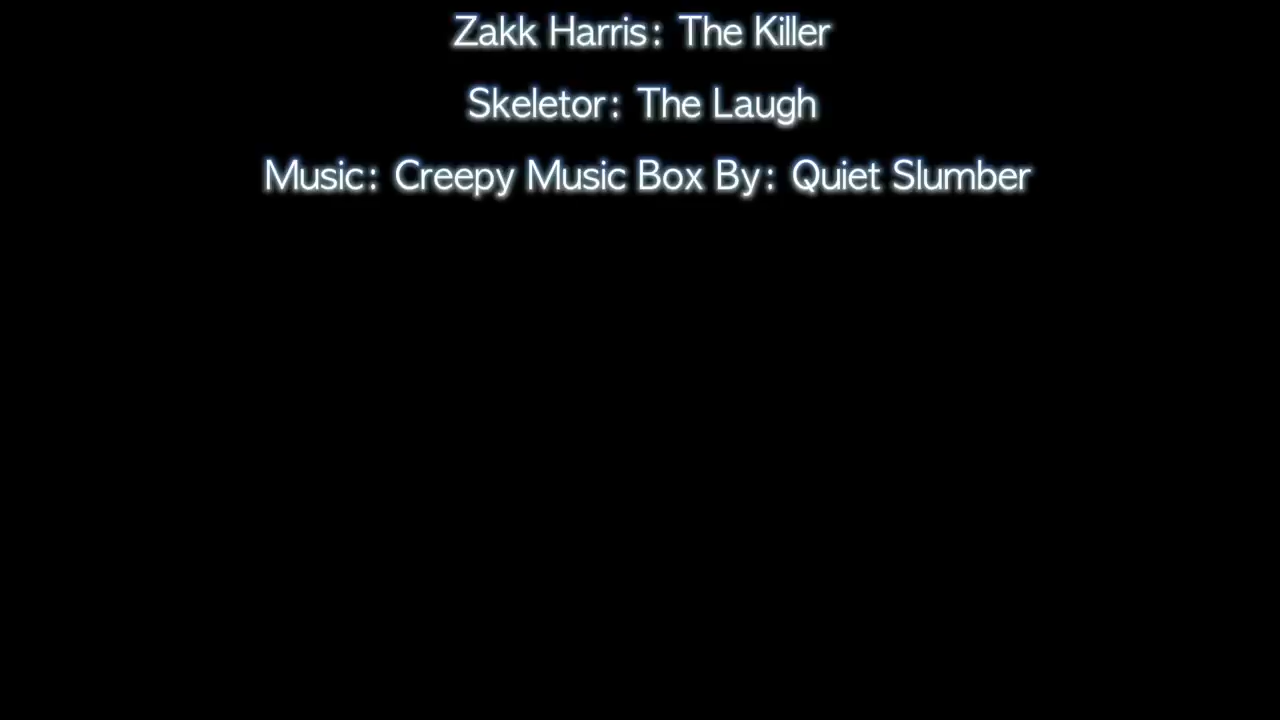 Zakk Harris: The Killer
Skeletor: The Laugh
Music: Creepy Music Box By: Quiet Slumber